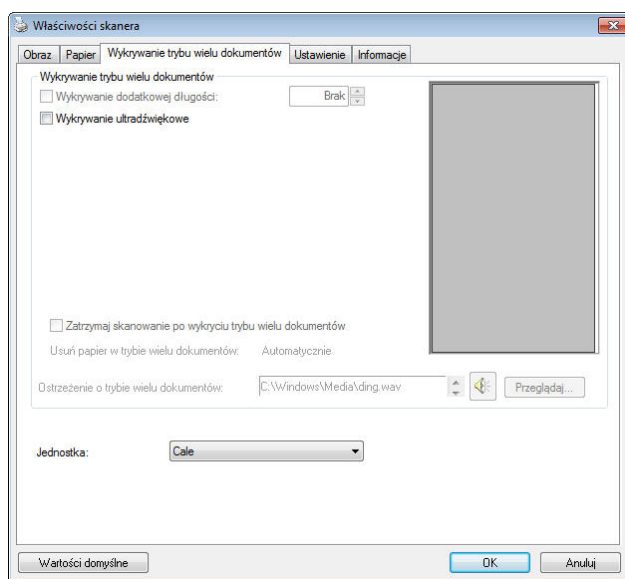 Właściwości skanera
Obraz Papier Wykrywanie trybu wielu dokumentów Ustawienie Informacje
Wykrywanie trybu wielu dokumentów
Wykrywanie dodatkowej długości: Brak
Wykrywanie ultradźwiękowe
Zatrzymaj skanowanie po wykryciu trybu wielu dokumentów
Usuń papier w trybie wielu dokumentów: Automatycznie
Ostrzeżenie o trybie wielu dokumentów: C:\Windows\Media\ding.wav Przeglądaj...
Jednostka: Cale
Wartości domyślne OK Anuluj